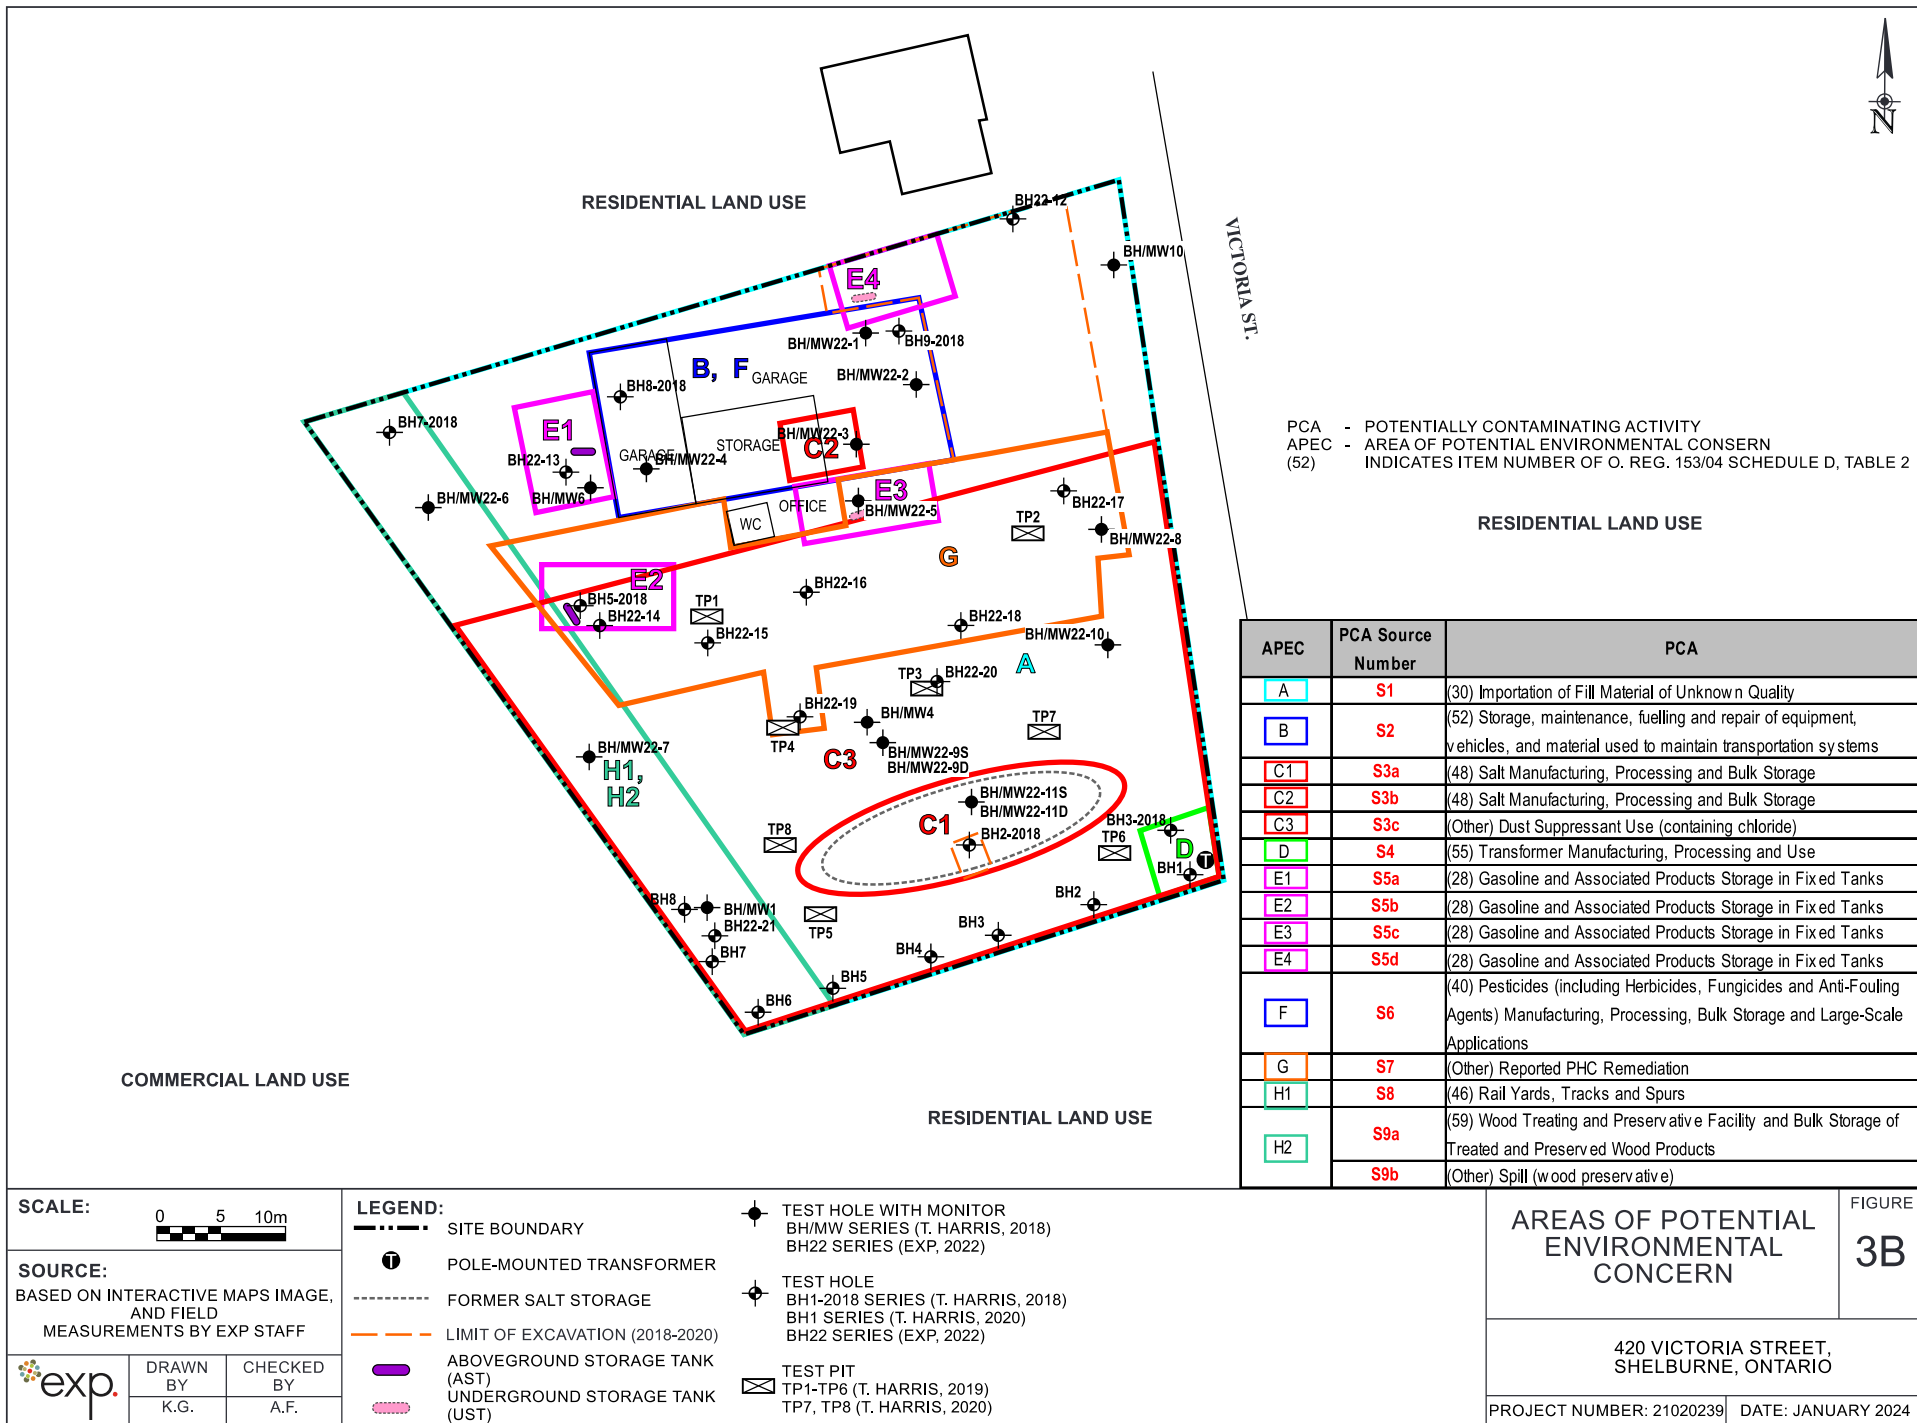 RESIDENTIAL LAND USE
VICTORIA ST.
N
BH22-12
BH/MW10
E4
BH/MW22-1
BH9-2018
B, F
GARAGE
BH/MW22-2
BH8-2018
BH7-2018
E1
BH/MW22-3
STORAGE
C2
GARAGE
BH/MW22-4
BH22-13
BH/MW6
BH/MW22-6
OFFICE
E3
BH/MW22-5
WC
BH22-17
TP2
BH/MW22-8
G
E2
BH5-2018
BH22-14
TP1
BH22-15
BH22-16
BH22-18
BH/MW22-10
A
TP3
BH22-20
BH22-19
TP4
BH/MW4
TP7
BH/MW22-9S
BH/MW22-9D
C3
BH/MW22-7
H1,
H2
BH/MW22-11S
BH/MW22-11D
C1
BH2-2018
BH3-2018
TP6
TP8
D
T
BH1
BH2
BH8
BH/MW1
BH22-21
BH7
TP5
BH3
BH4
BH5
BH6
PCA - POTENTIALLY CONTAMINATING ACTIVITY
APEC - AREA OF POTENTIAL ENVIRONMENTAL CONSERN
(52) INDICATES ITEM NUMBER OF O. REG. 153/04 SCHEDULE D, TABLE 2
RESIDENTIAL LAND USE
COMMERCIAL LAND USE
RESIDENTIAL LAND USE
APEC PCA Source Number PCA
A S1 (30) Importation of Fill Material of Unknown Quality
B S2 (52) Storage, maintenance, fuelling and repair of equipment,
vehicles, and material used to maintain transportation systems
C1 S3a (48) Salt Manufacturing, Processing and Bulk Storage
C2 S3b (48) Salt Manufacturing, Processing and Bulk Storage
C3 S3c (Other) Dust Suppressant Use (containing chloride)
D S4 (55) Transformer Manufacturing, Processing and Use
E1 S5a (28) Gasoline and Associated Products Storage in Fixed Tanks
E2 S5b (28) Gasoline and Associated Products Storage in Fixed Tanks
E3 S5c (28) Gasoline and Associated Products Storage in Fixed Tanks
E4 S5d (28) Gasoline and Associated Products Storage in Fixed Tanks
F S6 (40) Pesticides (including Herbicides, Fungicides and Anti-Fouling
Agents) Manufacturing, Processing, Bulk Storage and Large-Scale
Applications
G S7 (Other) Reported PHC Remediation
H1 S8 (46) Rail Yards, Tracks and Spurs
H2 S9a (59) Wood Treating and Preservative Facility and Bulk Storage of
Treated and Preserved Wood Products
S9b (Other) Spill (wood preservative)
SCALE:
0 5 10m
SOURCE:
BASED ON INTERACTIVE MAPS IMAGE,
AND FIELD
MEASUREMENTS BY EXP STAFF
exp.
DRAWN BY
K.G.
CHECKED BY
A.F.
LEGEND:
SITE BOUNDARY
T POLE-MOUNTED TRANSFORMER
FORMER SALT STORAGE
LIMIT OF EXCAVATION (2018-2020)
ABOVEGROUND STORAGE TANK
(AST)
UNDERGROUND STORAGE TANK
(UST)
TEST HOLE WITH MONITOR
BH/MW SERIES (T. HARRIS, 2018)
BH22 SERIES (EXP, 2022)
TEST HOLE
BH1-2018 SERIES (T. HARRIS, 2018)
BH1 SERIES (T. HARRIS, 2020)
BH22 SERIES (EXP, 2022)
TEST PIT
TP1-TP6 (T. HARRIS, 2019)
TP7, TP8 (T. HARRIS, 2020)
AREAS OF POTENTIAL
ENVIRONMENTAL
CONCERN
FIGURE
3B
420 VICTORIA STREET,
SHELBURNE, ONTARIO
PROJECT NUMBER: 21020239
DATE: JANUARY 2024